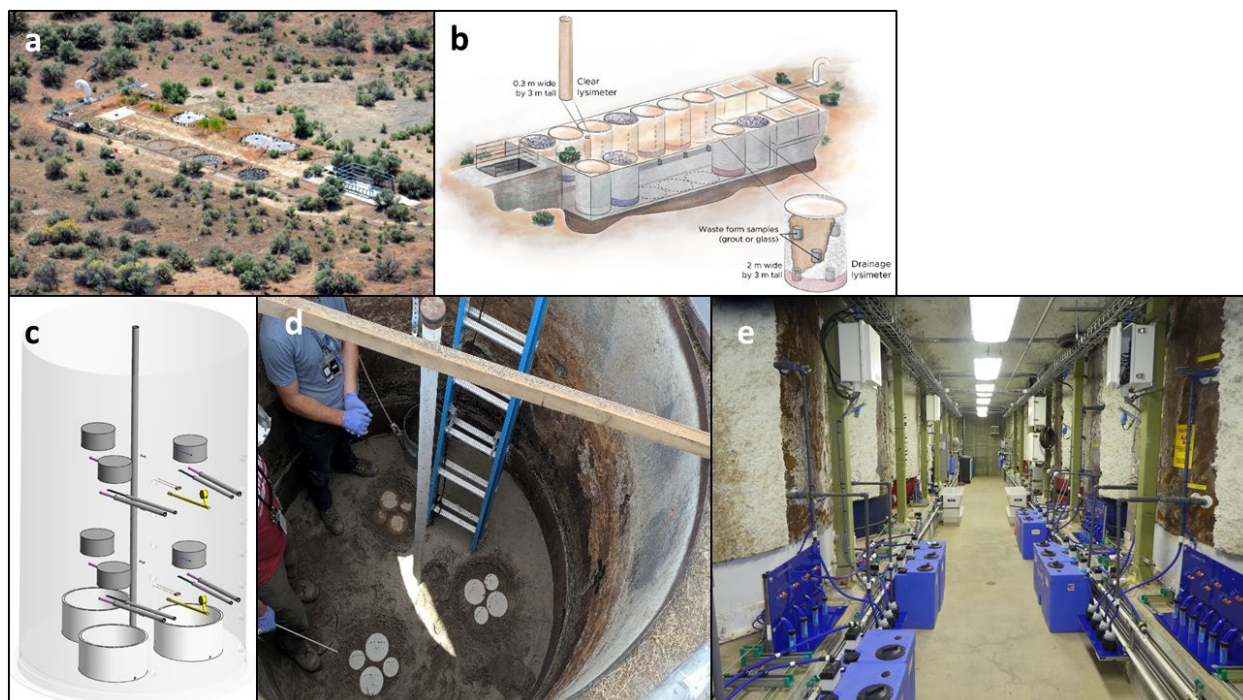 a
b
0.3 m wide
by 3 m tall
Clear
lysimeter
Waste form samples
(grout or glass)
2 m wide
by 3 m tall
Drainage
lysimeter
c
d
e